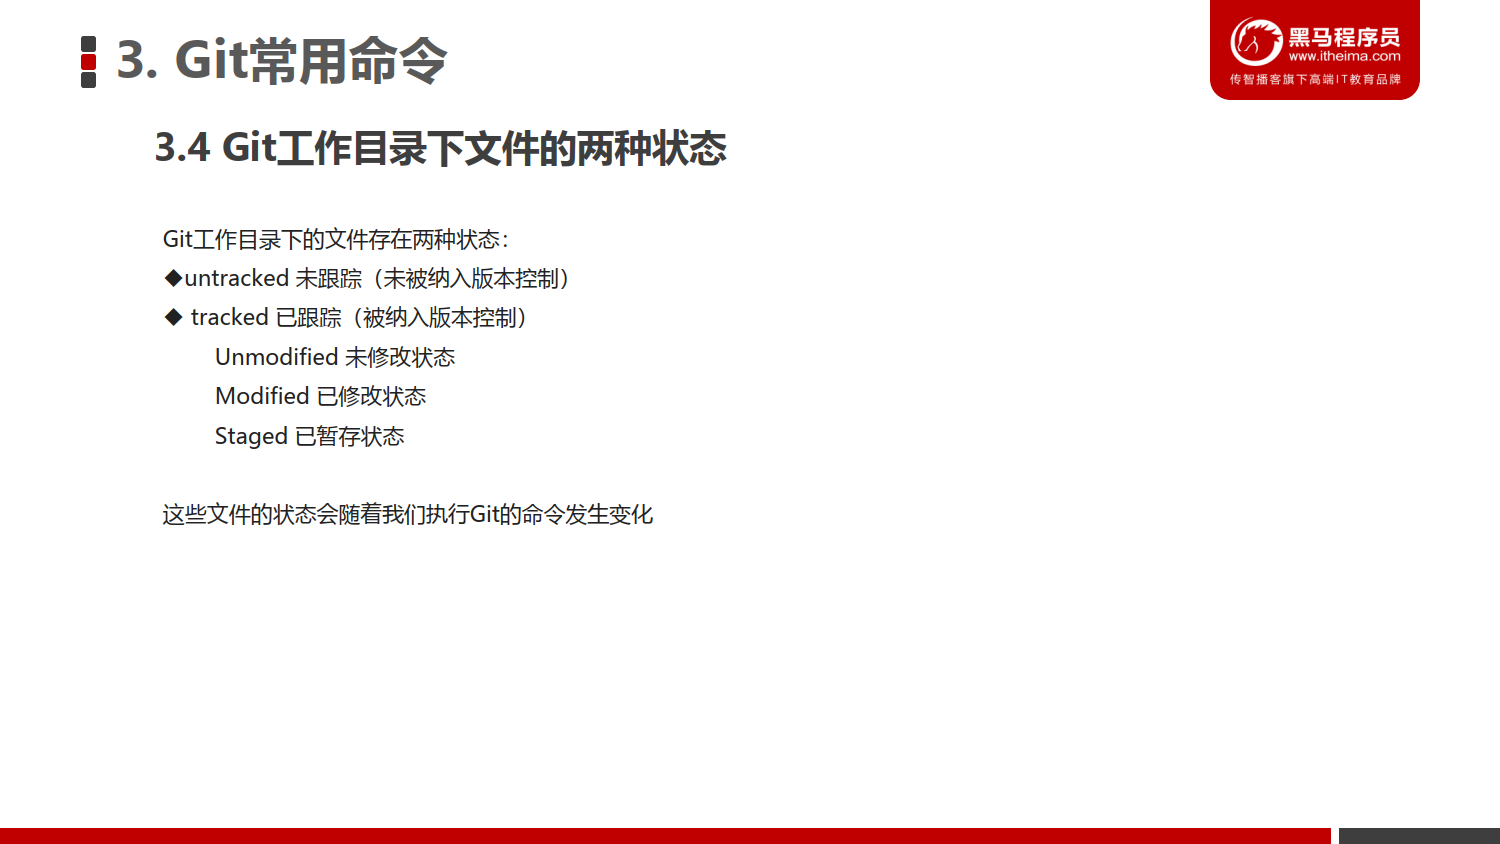 3. Git常用命令
黑马程序员
www.itheima.com
传智播客旗下高端IT教育品牌
3.4 Git工作目录下文件的两种状态
Git工作目录下的文件存在两种状态：
◆untracked 未跟踪（未被纳入版本控制）
◆ tracked 已跟踪（被纳入版本控制）
Unmodified 未修改状态
Modified 已修改状态
Staged 已暂存状态
这些文件的状态会随着我们执行Git的命令发生变化